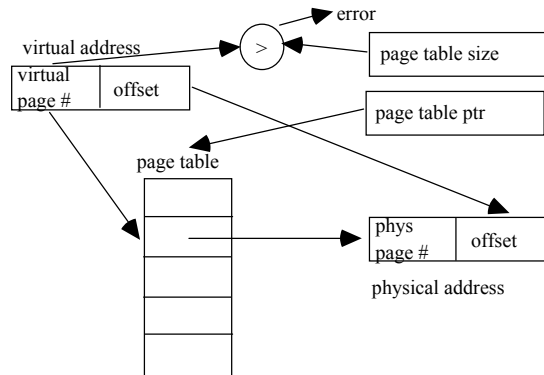 error
virtual address
>
page table size
virtual
page #
offset
page table ptr
page table
phys
page #
offset
physical address